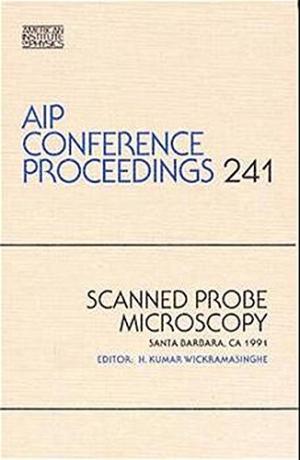 AMERICAN
INSTITUTE
OF PHYSICS
AIP
CONFERENCE
PROCEEDINGS 241
SCANNED PROBE
MICROSCOPY
SANTA BARBARA, CA 1991
EDITOR: H. KUMAR WICKRAMASINGHE